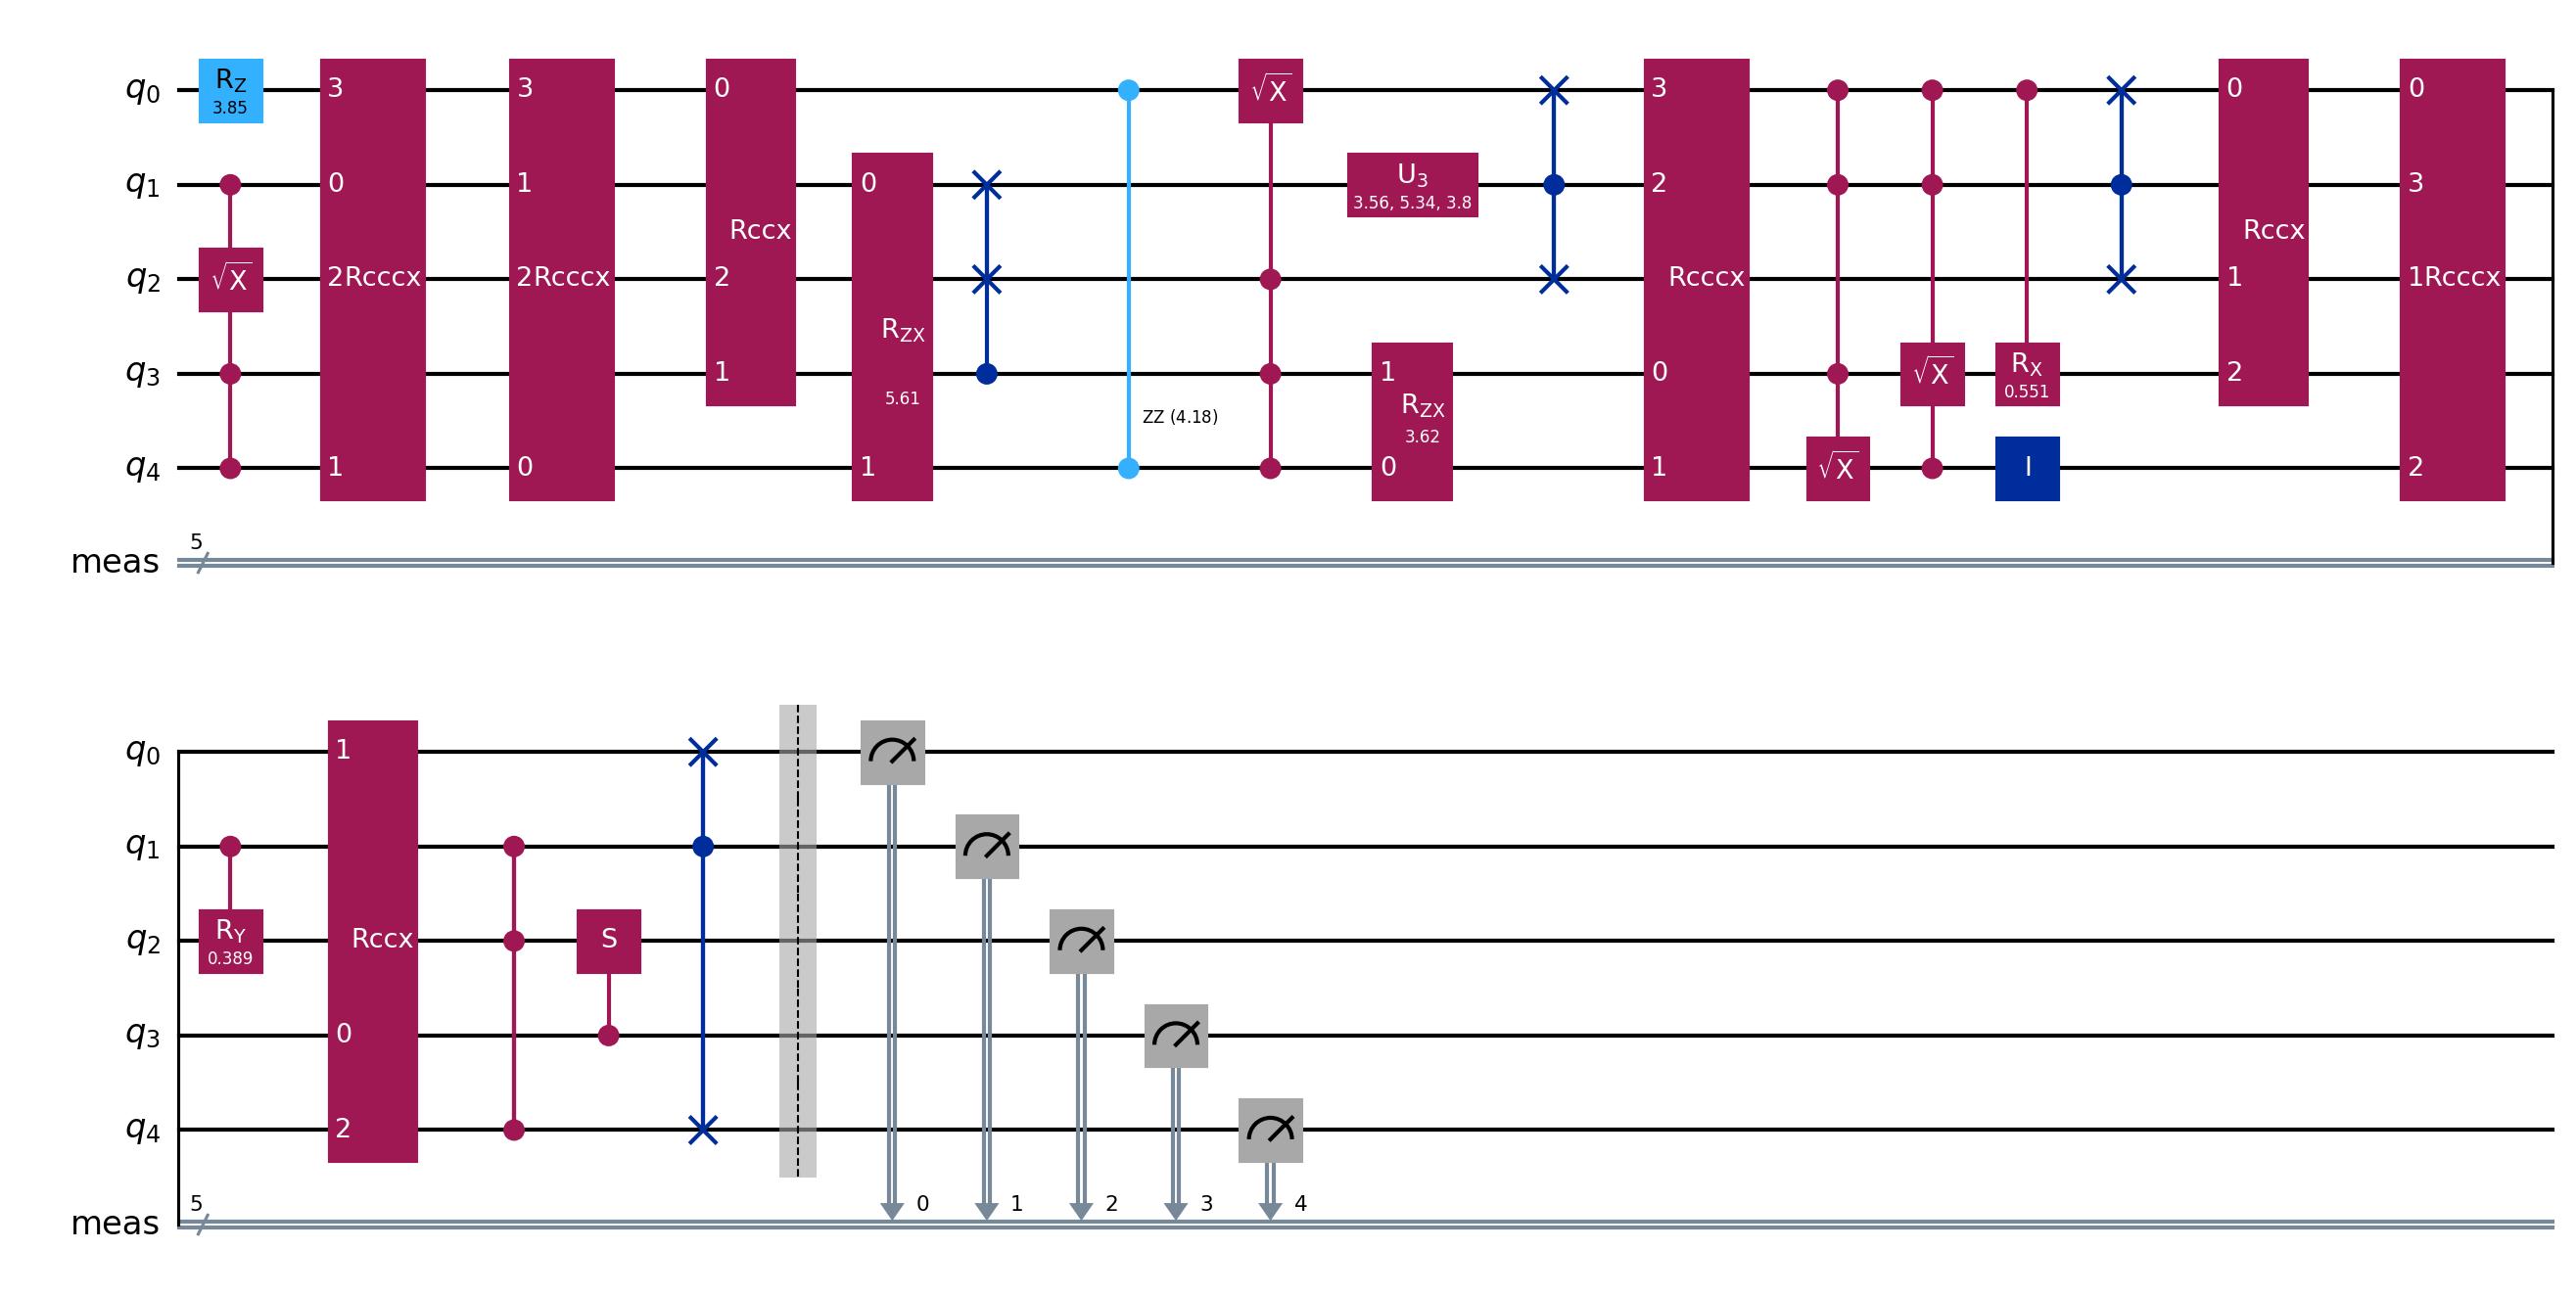 q0 RZ 3.85 3 3 0 √X 3 0 0
q1 0 1 0 U3 3.56, 5.34, 3.8 2 3
Rccx Rccx
q2 √X 2Rcccx 2Rcccx 2 Rcccx 1 1Rcccx
RZX
q3 1 1 0 √X RX 0.551 2
5.61 RZX 3.62
ZZ (4.18)
q4 1 0 1 0 1 √X I 2
5
meas
q0 1
q1
q2 RY 0.389 Rccx S
q3 0
q4 2
5 0 1 2 3 4
meas